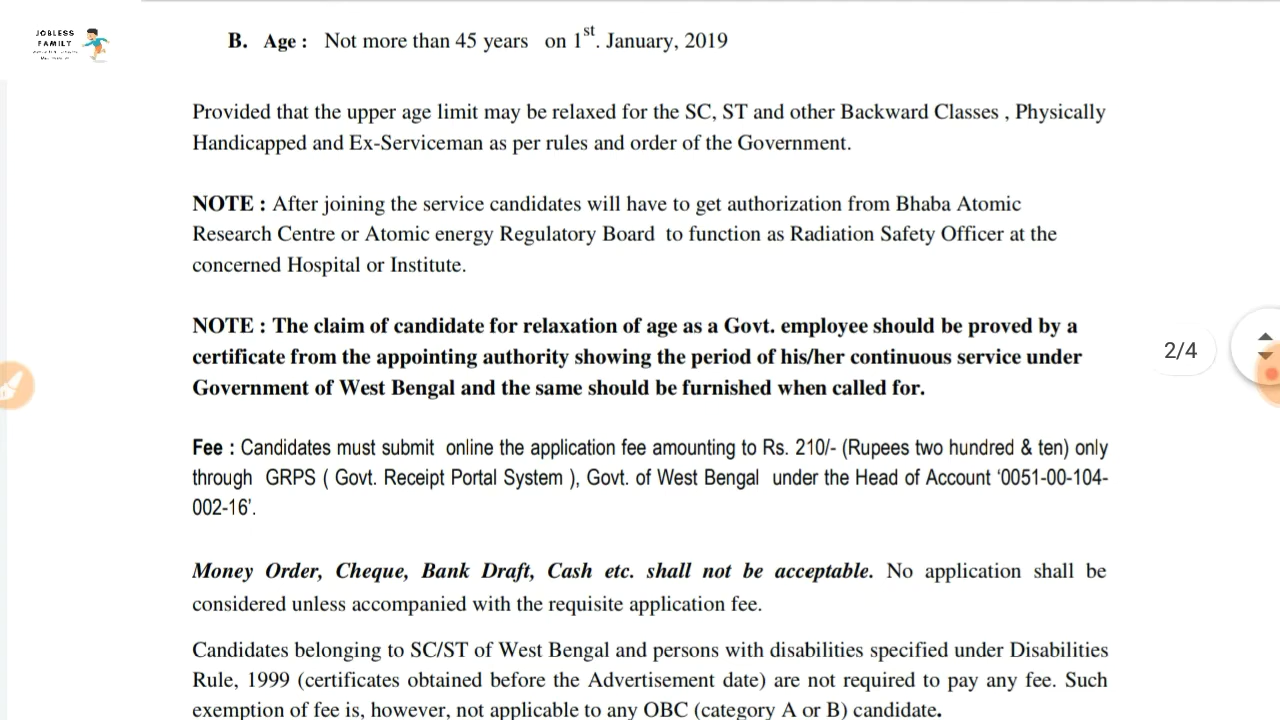 JOBLESS
FAMILY
B. Age : Not more than 45 years on 1st. January, 2019
Provided that the upper age limit may be relaxed for the SC, ST and other Backward Classes , Physically
Handicapped and Ex-Serviceman as per rules and order of the Government.
NOTE : After joining the service candidates will have to get authorization from Bhaba Atomic
Research Centre or Atomic energy Regulatory Board to function as Radiation Safety Officer at the
concerned Hospital or Institute.
NOTE : The claim of candidate for relaxation of age as a Govt. employee should be proved by a
certificate from the appointing authority showing the period of his/her continuous service under
Government of West Bengal and the same should be furnished when called for.
2/4
Fee : Candidates must submit online the application fee amounting to Rs. 210/- (Rupees two hundred & ten) only
through GRPS ( Govt. Receipt Portal System ), Govt. of West Bengal under the Head of Account ‘0051-00-104-
002-16’.
Money Order, Cheque, Bank Draft, Cash etc. shall not be acceptable. No application shall be
considered unless accompanied with the requisite application fee.
Candidates belonging to SC/ST of West Bengal and persons with disabilities specified under Disabilities
Rule, 1999 (certificates obtained before the Advertisement date) are not required to pay any fee. Such
exemption of fee is, however, not applicable to any OBC (category A or B) candidate.